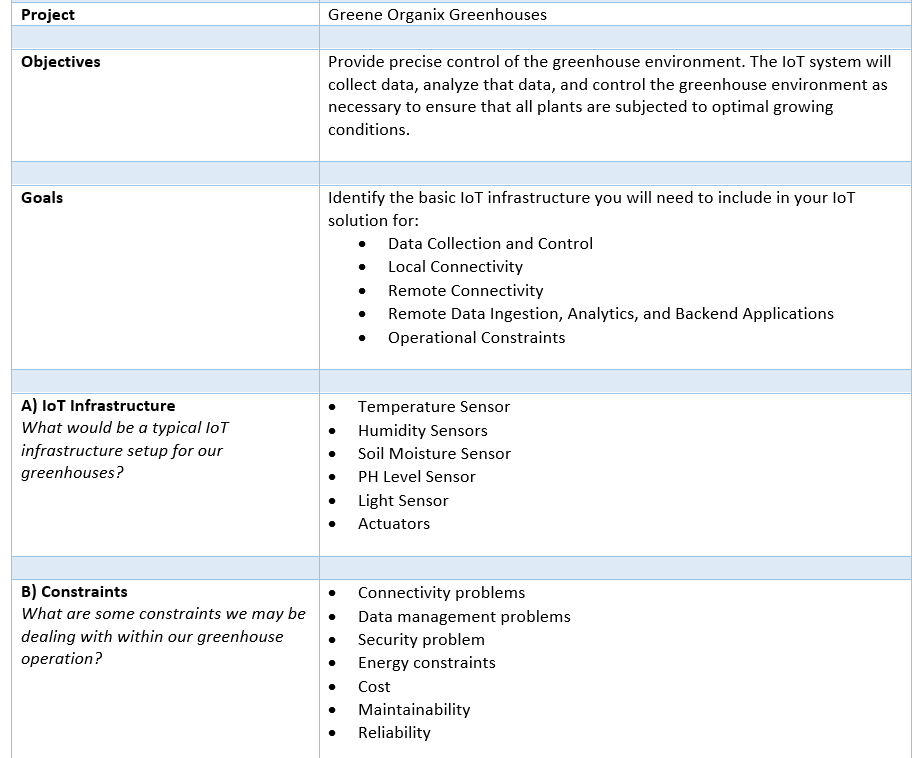 Project
Greene Organix Greenhouses
Objectives
Provide precise control of the greenhouse environment. The IoT system will
collect data, analyze that data, and control the greenhouse environment as
necessary to ensure that all plants are subjected to optimal growing
conditions.
Goals
Identify the basic IoT infrastructure you will need to include in your IoT
solution for:
• Data Collection and Control
• Local Connectivity
• Remote Connectivity
• Remote Data Ingestion, Analytics, and Backend Applications
• Operational Constraints
A) IoT Infrastructure
What would be a typical IoT
infrastructure setup for our
greenhouses?
• Temperature Sensor
• Humidity Sensors
• Soil Moisture Sensor
• PH Level Sensor
• Light Sensor
• Actuators
B) Constraints
What are some constraints we may be
dealing with within our greenhouse
operation?
• Connectivity problems
• Data management problems
• Security problem
• Energy constraints
• Cost
• Maintainability
• Reliability